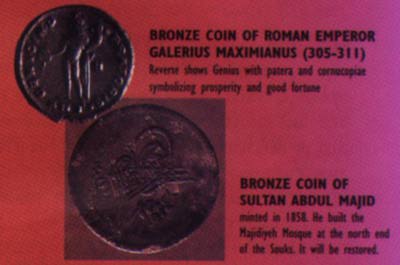 BRONZE COIN OF ROMAN EMPEROR
GALERIUS MAXIMIANUS (305-311)
Reverse shows Genius with patera and cornucopiae
symbolizing prosperity and good fortune
BRONZE COIN OF
SULTAN ABDUL MAJID
minted in 1858. He built the
Majidiyeh Mosque at the north end
of the Souks. It will be restored.